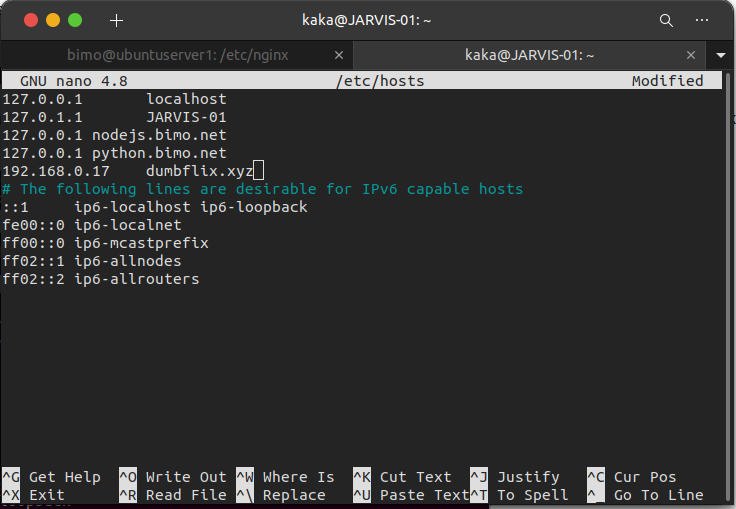 kaka@JARVIS-01: ~
bimo@ubuntuserver1: /etc/nginx
kaka@JARVIS-01: ~
GNU nano 4.8 /etc/hosts Modified
127.0.0.1 localhost
127.0.1.1 JARVIS-01
127.0.0.1 nodejs.bimo.net
127.0.0.1 python.bimo.net
192.168.0.17 dumbflix.xyz
# The following lines are desirable for IPv6 capable hosts
::1 ip6-localhost ip6-loopback
fe00::0 ip6-localnet
ff00::0 ip6-mcastprefix
ff02::1 ip6-allnodes
ff02::2 ip6-allrouters
^G Get Help ^O Write Out ^W Where Is ^K Cut Text ^J Justify ^C Cur Pos
^X Exit ^R Read File ^\ Replace ^U Paste Text ^T To Spell ^_ Go To Line